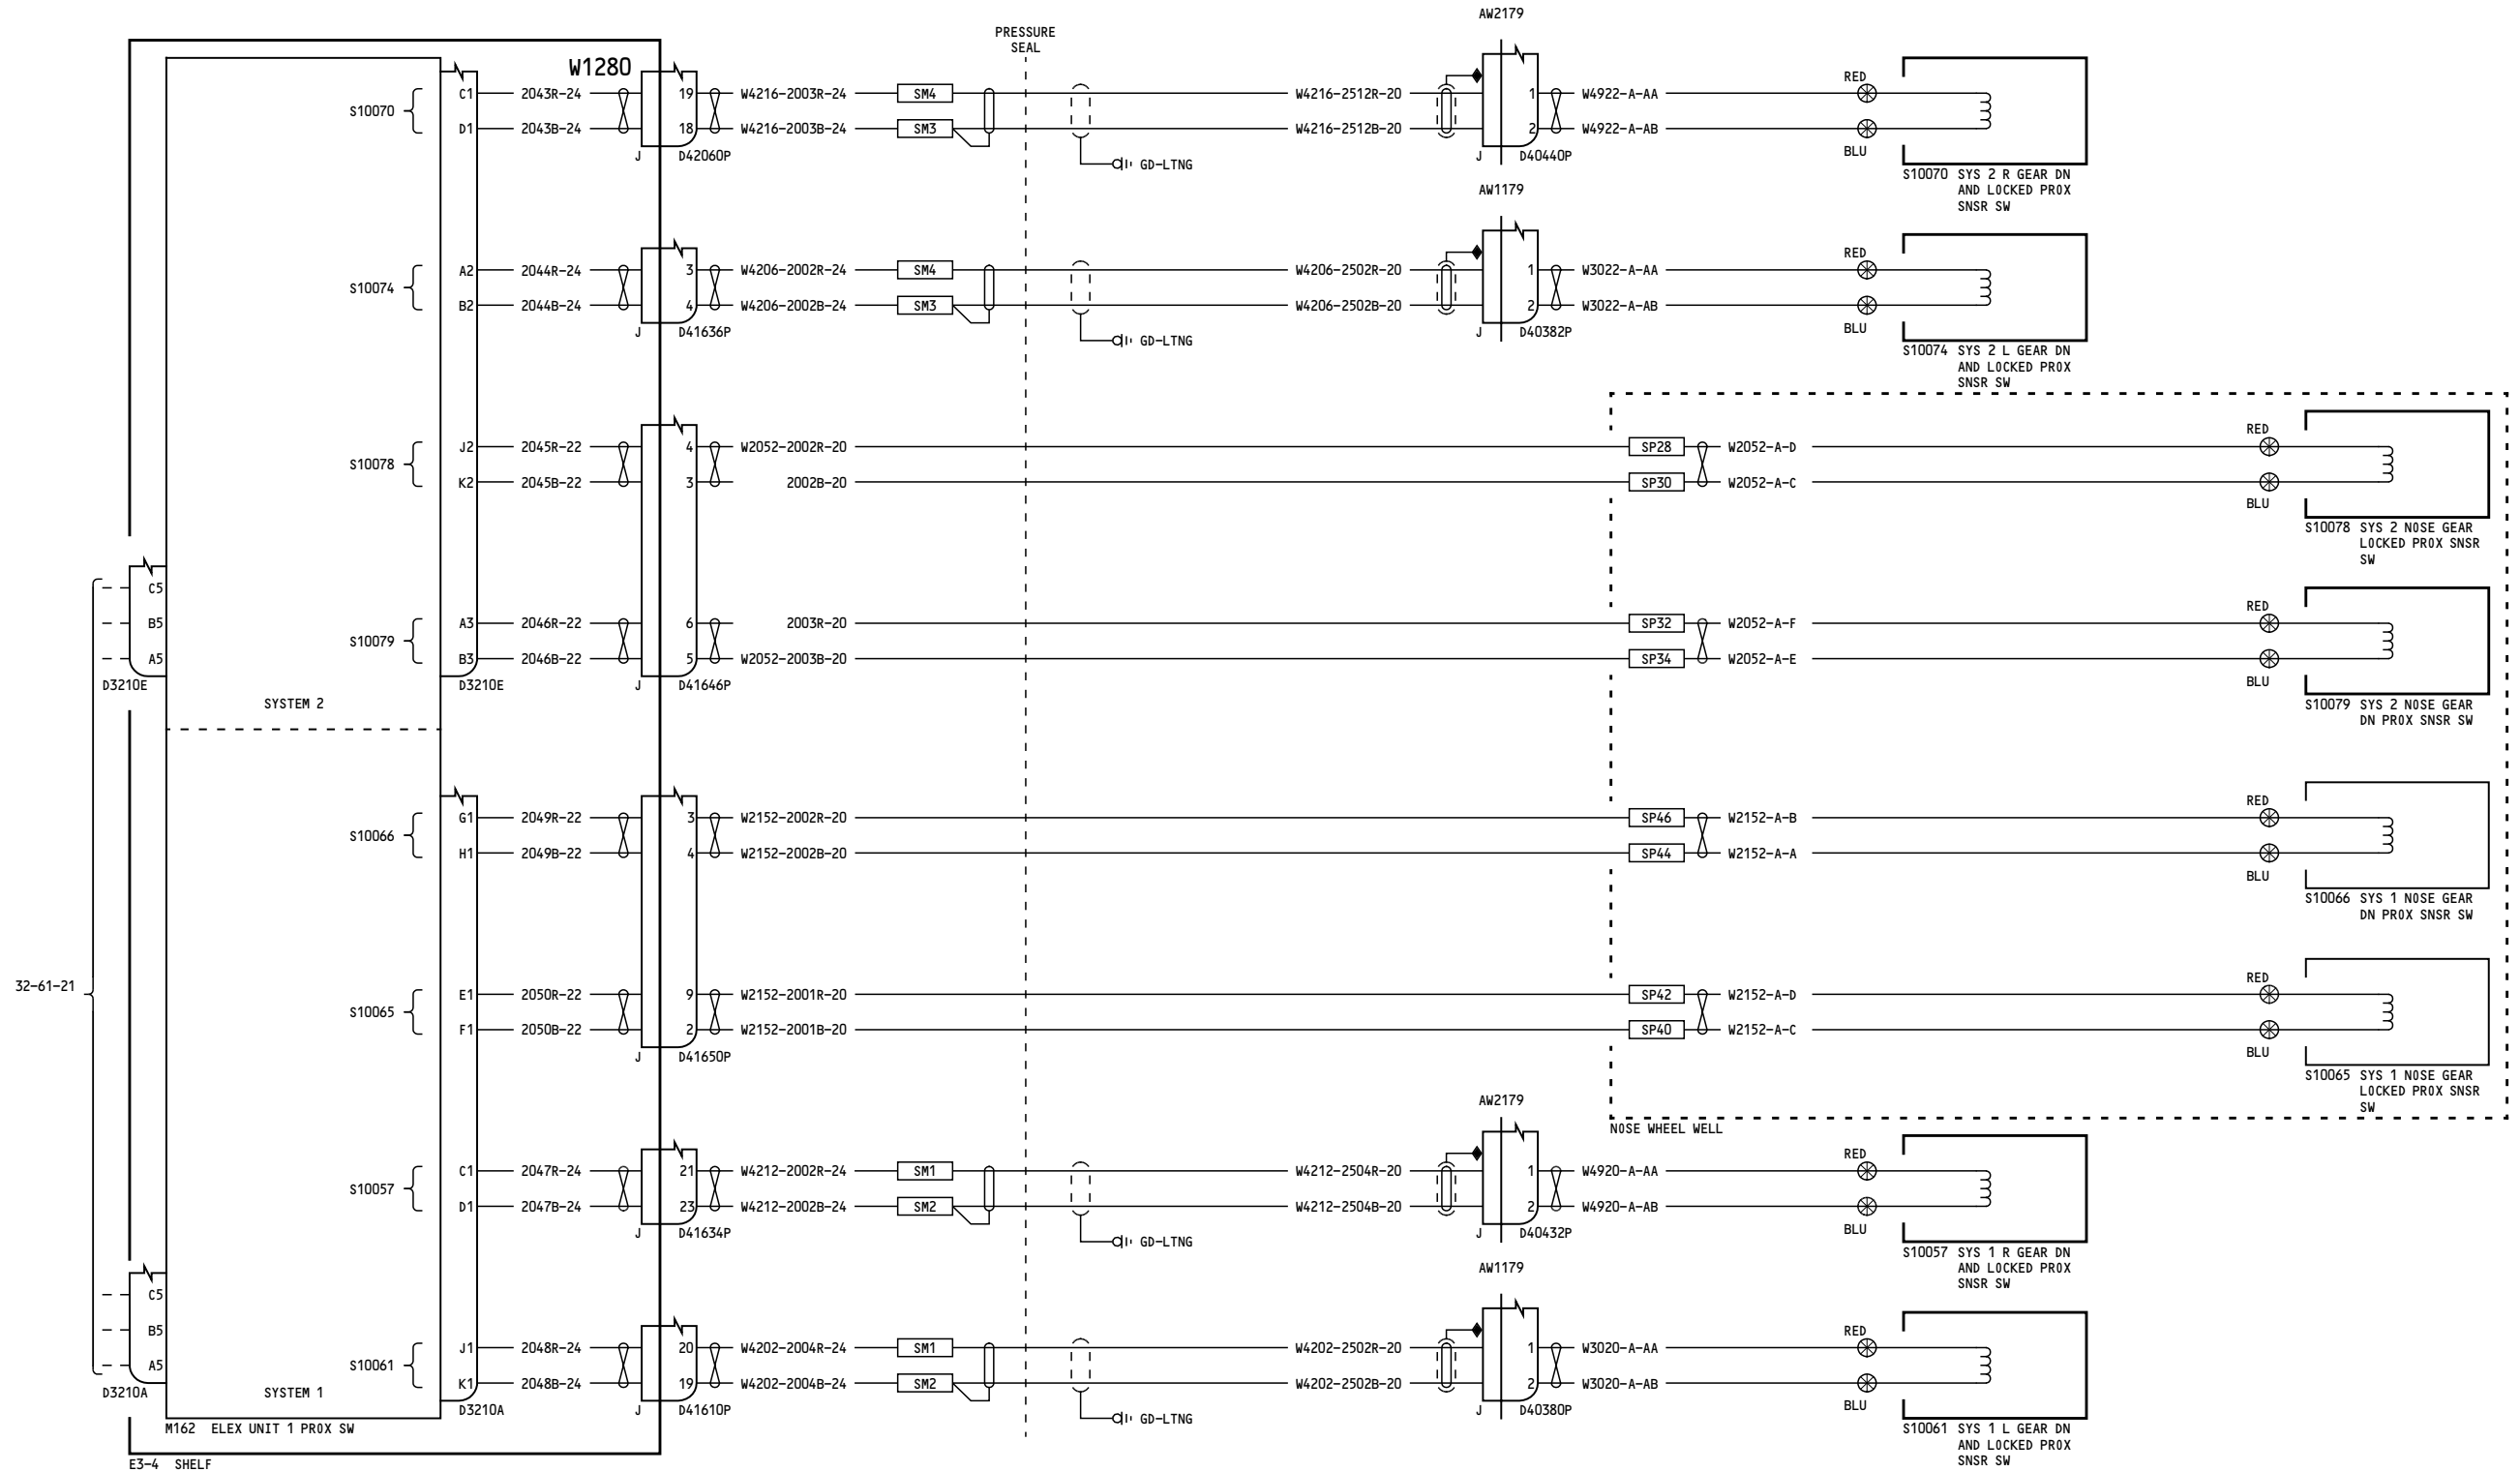 AW2179
PRESSURE
SEAL
W1280
S10070
C1 2043R-24 19 W4216-2003R-24 SM4 W4216-2512R-20 1 W4922-A-AA RED
D1 2043B-24 18 W4216-2003B-24 SM3 W4216-2512B-20 2 W4922-A-AB BLU
J D42060P GD-LTNG J D40440P
S10070 SYS 2 R GEAR DN
AND LOCKED PROX
SNSR SW
AW1179
S10074
A2 2044R-24 3 W4206-2002R-24 SM4 W4206-2502R-20 1 W3022-A-AA RED
B2 2044B-24 4 W4206-2002B-24 SM3 W4206-2502B-20 2 W3022-A-AB BLU
J D41636P GD-LTNG J D40382P
S10074 SYS 2 L GEAR DN
AND LOCKED PROX
SNSR SW
S10078
J2 2045R-22 4 W2052-2002R-20 SP28 W2052-A-D RED
K2 2045B-22 3 2002B-20 SP30 W2052-A-C BLU
S10078 SYS 2 NOSE GEAR
LOCKED PROX SNSR
SW
C5
B5
A5
D3210E
S10079
A3 2046R-22 6 2003R-20 SP32 W2052-A-F RED
B3 2046B-22 5 W2052-2003B-20 SP34 W2052-A-E BLU
D3210E J D41646P
S10079 SYS 2 NOSE GEAR
DN PROX SNSR SW
SYSTEM 2
S10066
G1 2049R-22 3 W2152-2002R-20 SP46 W2152-A-B RED
H1 2049B-22 4 W2152-2002B-20 SP44 W2152-A-A BLU
S10066 SYS 1 NOSE GEAR
DN PROX SNSR SW
32-61-21
S10065
E1 2050R-22 9 W2152-2001R-20 SP42 W2152-A-D RED
F1 2050B-22 2 W2152-2001B-20 SP40 W2152-A-C BLU
J D41650P
S10065 SYS 1 NOSE GEAR
LOCKED PROX SNSR
SW
NOSE WHEEL WELL
AW2179
S10057
C1 2047R-24 21 W4212-2002R-24 SM1 W4212-2504R-20 1 W4920-A-AA RED
D1 2047B-24 23 W4212-2002B-24 SM2 W4212-2504B-20 2 W4920-A-AB BLU
J D41634P GD-LTNG J D40432P
S10057 SYS 1 R GEAR DN
AND LOCKED PROX
SNSR SW
AW1179
C5
B5
A5
D3210A
S10061
J1 2048R-24 20 W4202-2004R-24 SM1 W4202-2502R-20 1 W3020-A-AA RED
K1 2048B-24 19 W4202-2004B-24 SM2 W4202-2502B-20 2 W3020-A-AB BLU
SYSTEM 1
D3210A J D41610P GD-LTNG J D40380P
S10061 SYS 1 L GEAR DN
AND LOCKED PROX
SNSR SW
M162 ELEX UNIT 1 PROX SW
E3-4 SHELF